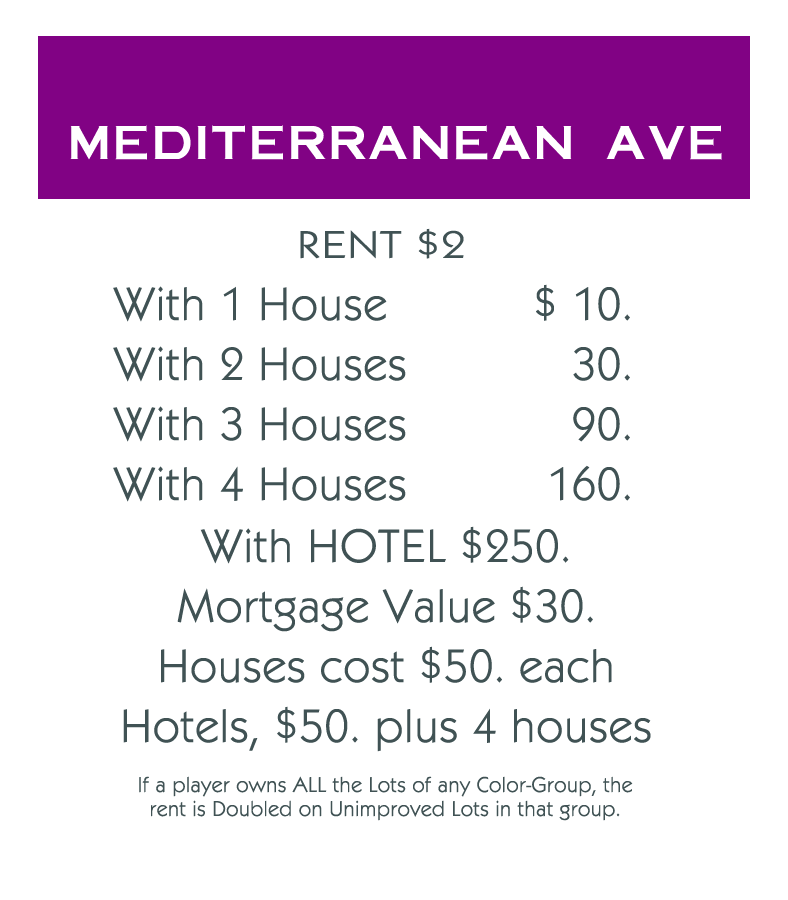 MEDITERRANEAN AVE
RENT $2
With 1 House $ 10.
With 2 Houses 30.
With 3 Houses 90.
With 4 Houses 160.
With HOTEL $250.
Mortgage Value $30.
Houses cost $50. each
Hotels, $50. plus 4 houses
If a player owns ALL the Lots of any Color-Group, the
rent is Doubled on Unimproved Lots in that group.